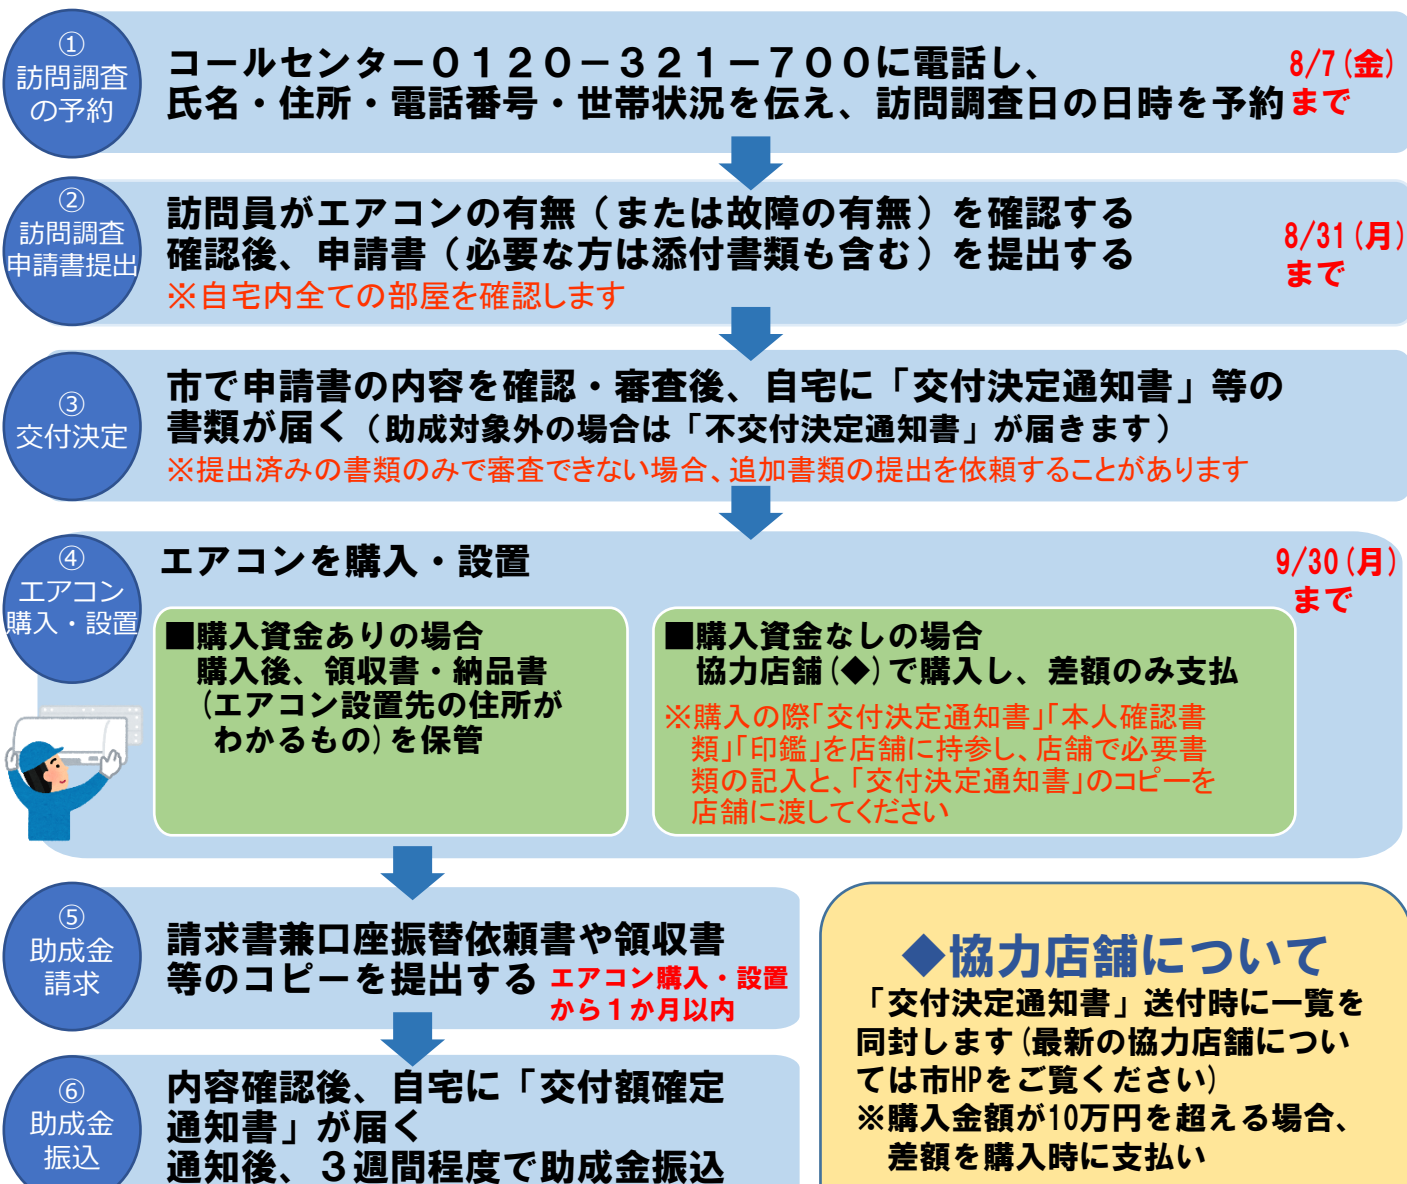 ①
訪問調査
の予約
コールセンター０１２０－３２１－７００に電話し、
氏名・住所・電話番号・世帯状況を伝え、訪問調査日の日時を予約
8/7(金)
まで
②
訪問調査
申請書提出
訪問員がエアコンの有無（または故障の有無）を確認する
確認後、申請書（必要な方は添付書類も含む）を提出する
※自宅内全ての部屋を確認します
8/31(月)
まで
③
交付決定
市で申請書の内容を確認・審査後、自宅に「交付決定通知書」等の
書類が届く（助成対象外の場合は「不交付決定通知書」が届きます）
※提出済みの書類のみで審査できない場合、追加書類の提出を依頼することがあります
④
エアコン
購入・設置
エアコンを購入・設置
9/30(月)
まで
■購入資金ありの場合
購入後、領収書・納品書
(エアコン設置先の住所が
わかるもの)を保管
■購入資金なしの場合
協力店舗(◆)で購入し、差額のみ支払
※購入の際「交付決定通知書」「本人確認書
類」「印鑑」を店舗に持参し、店舗で必要書
類の記入と、「交付決定通知書」のコピーを
店舗に渡してください
⑤
助成金
請求
請求書兼口座振替依頼書や領収書
等のコピーを提出する エアコン購入・設置
から１か月以内
⑥
助成金
振込
内容確認後、自宅に「交付額確定
通知書」が届く
通知後、３週間程度で助成金振込
◆協力店舗について
「交付決定通知書」送付時に一覧を
同封します(最新の協力店舗につい
ては市HPをご覧ください)
※購入金額が10万円を超える場合、
差額を購入時に支払い